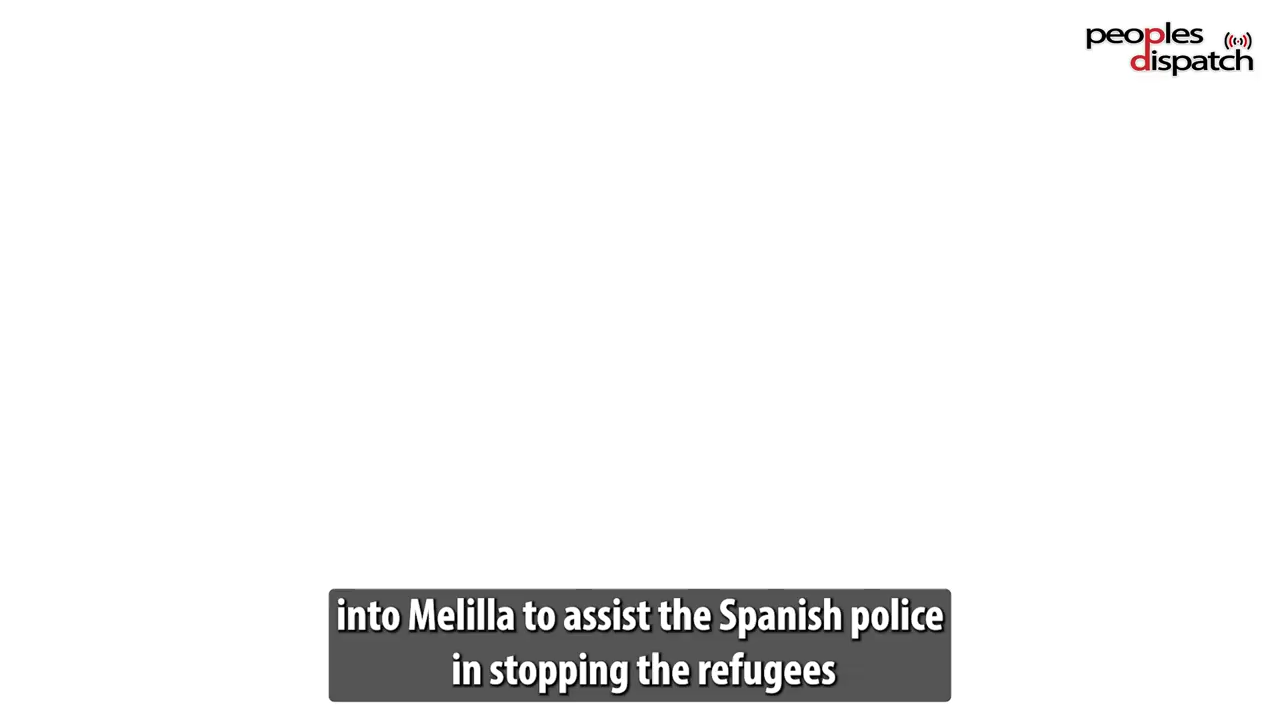 peoples
dispatch
into Melilla to assist the Spanish police
in stopping the refugees